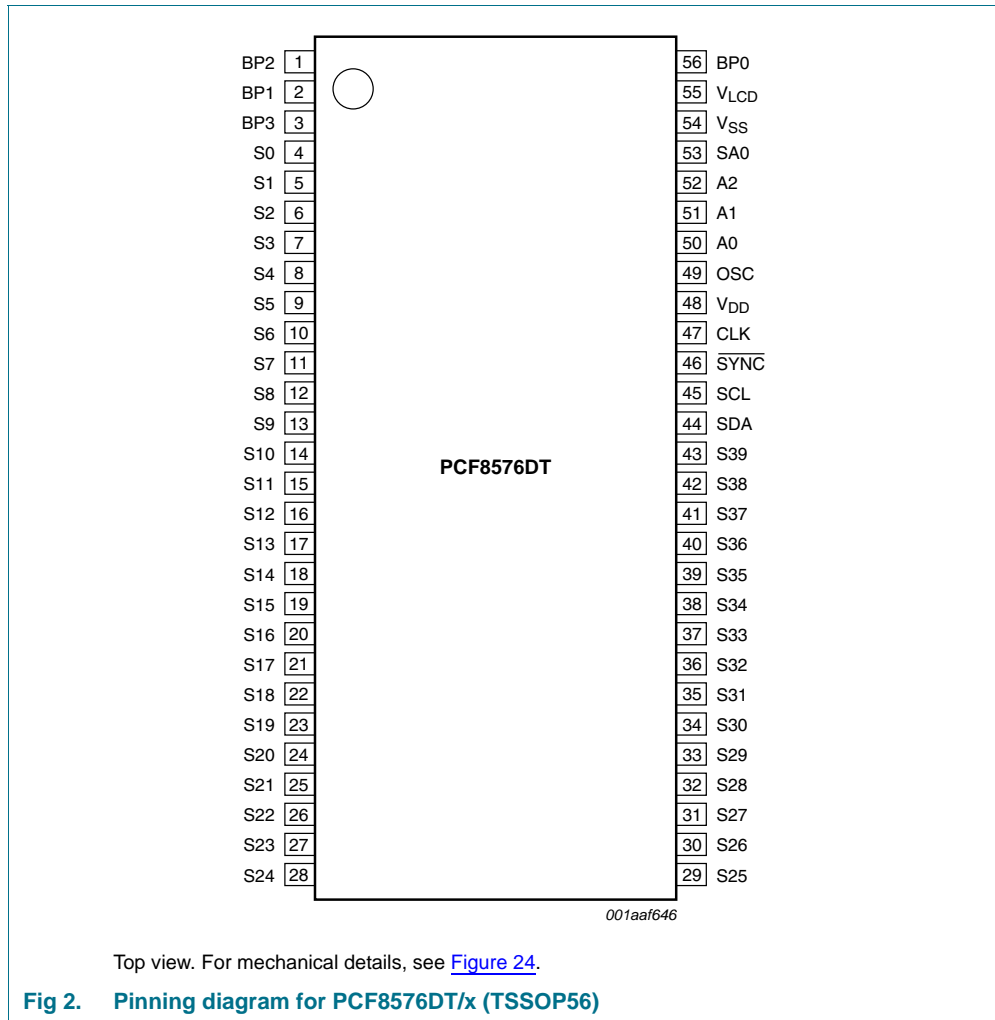 BP2 1 56 BP0
BP1 2 55 VLCD
BP3 3 54 VSS
S0 4 53 SA0
S1 5 52 A2
S2 6 51 A1
S3 7 50 A0
S4 8 49 OSC
S5 9 48 VDD
S6 10 47 CLK
S7 11 46 SYNC
S8 12 45 SCL
S9 13 44 SDA
S10 14 43 S39
PCF8576DT
S11 15 42 S38
S12 16 41 S37
S13 17 40 S36
S14 18 39 S35
S15 19 38 S34
S16 20 37 S33
S17 21 36 S32
S18 22 35 S31
S19 23 34 S30
S20 24 33 S29
S21 25 32 S28
S22 26 31 S27
S23 27 30 S26
S24 28 29 S25
001aaf646
Top view. For mechanical details, see Figure 24.
Fig 2. Pinning diagram for PCF8576DT/x (TSSOP56)